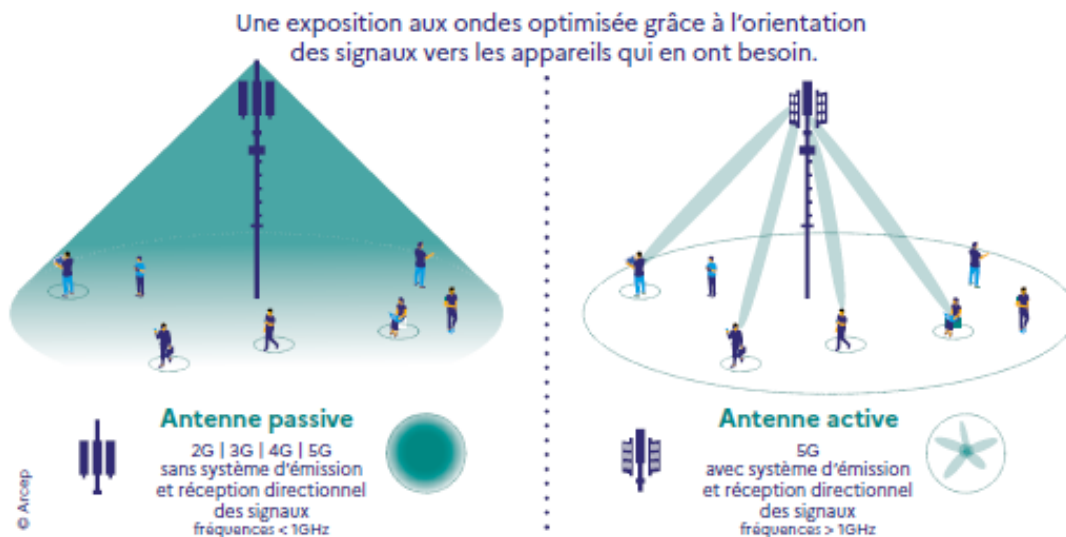 Une exposition aux ondes optimisée grâce à l'orientation
des signaux vers les appareils qui en ont besoin.
Antenne passive
2G | 3G | 4G | 5G
sans système d'émission
et réception directionnel
des signaux
fréquences < 1GHz
Antenne active
5G
avec système d'émission
et réception directionnel
des signaux
fréquences > 1GHz
© Arcep